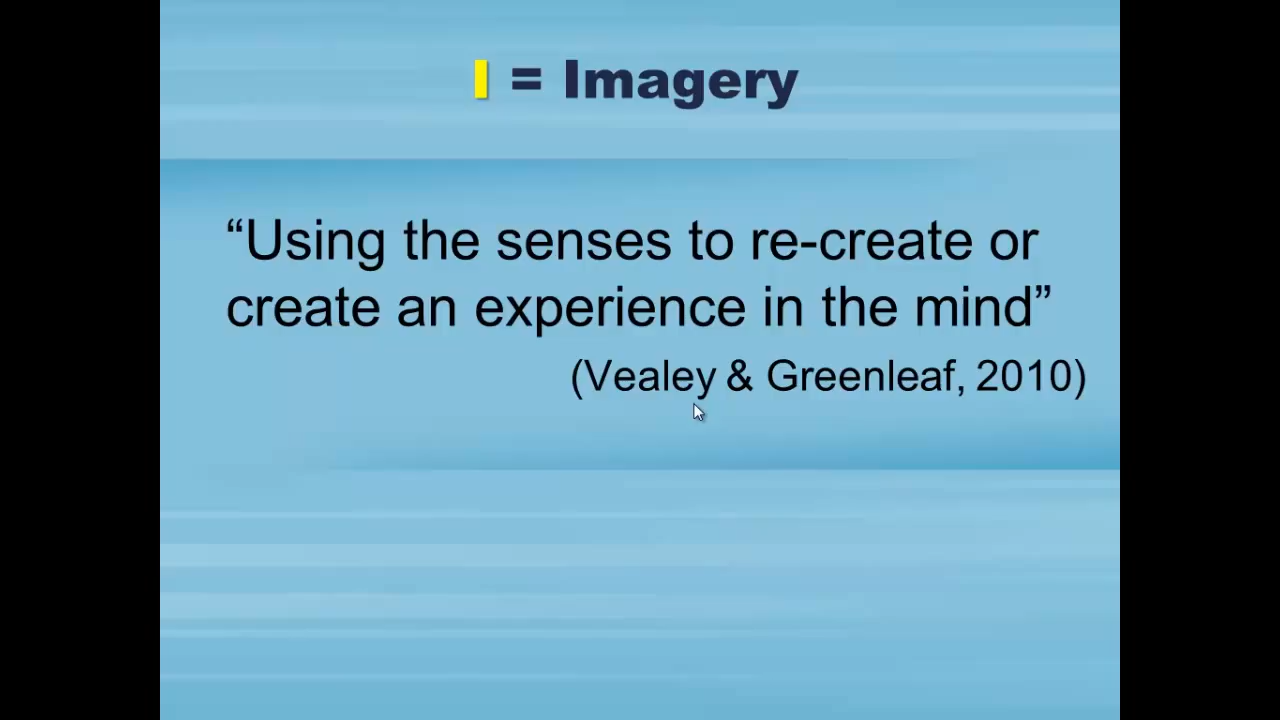 I = Imagery
“Using the senses to re-create or
create an experience in the mind”
(Vealey & Greenleaf, 2010)